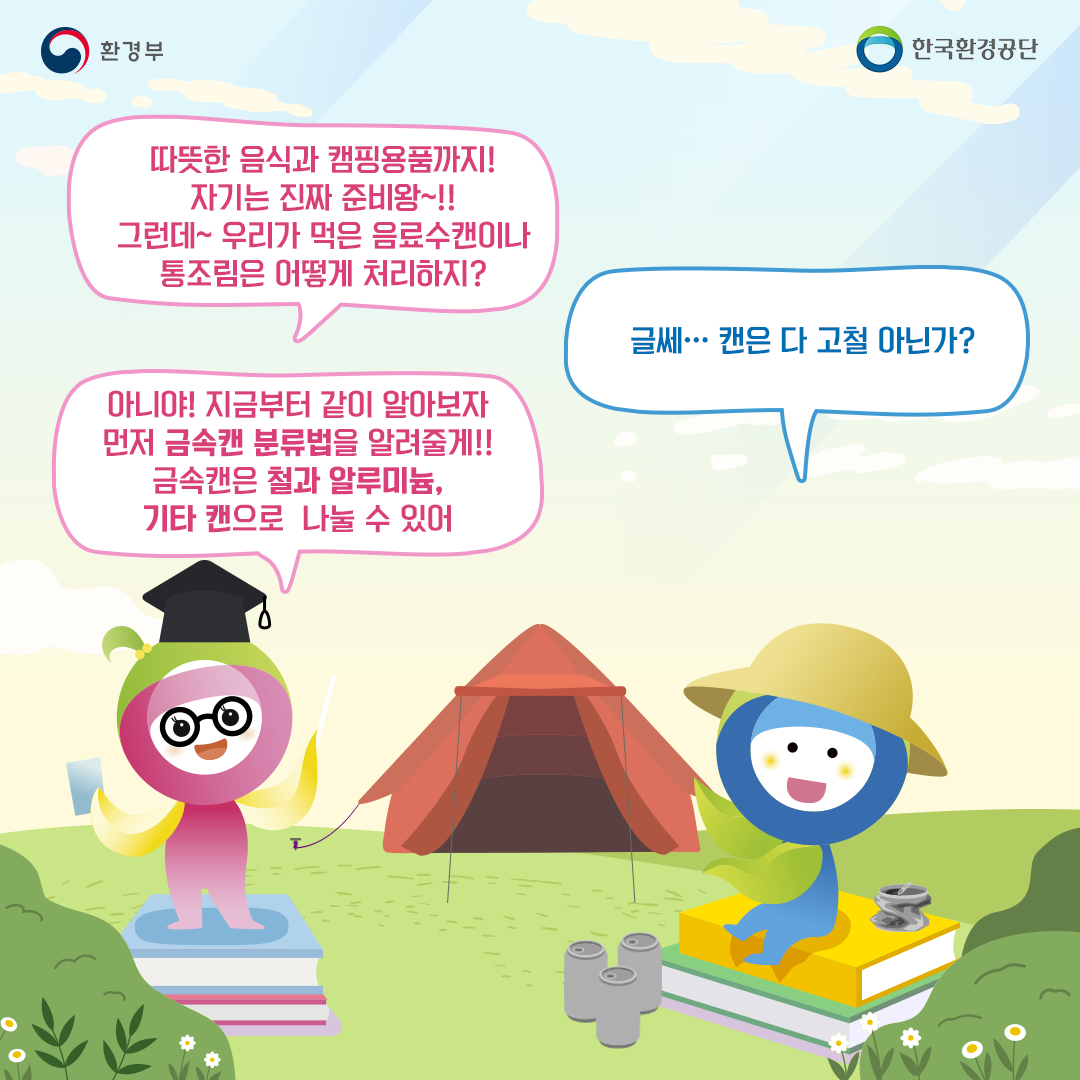 환경부
한국환경공단
따뜻한 음식과 캠핑용품까지!
자기는 진짜 준비왕~!!
그런데~ 우리가 먹은 음료수캔이나
통조림은 어떻게 처리하지?
글쎄… 캔은 다 고철 아닌가?
아니야! 지금부터 같이 알아보자
먼저 금속캔 분류법을 알려줄게!!
금속캔은 철과 알루미늄,
기타 캔으로 나눌 수 있어